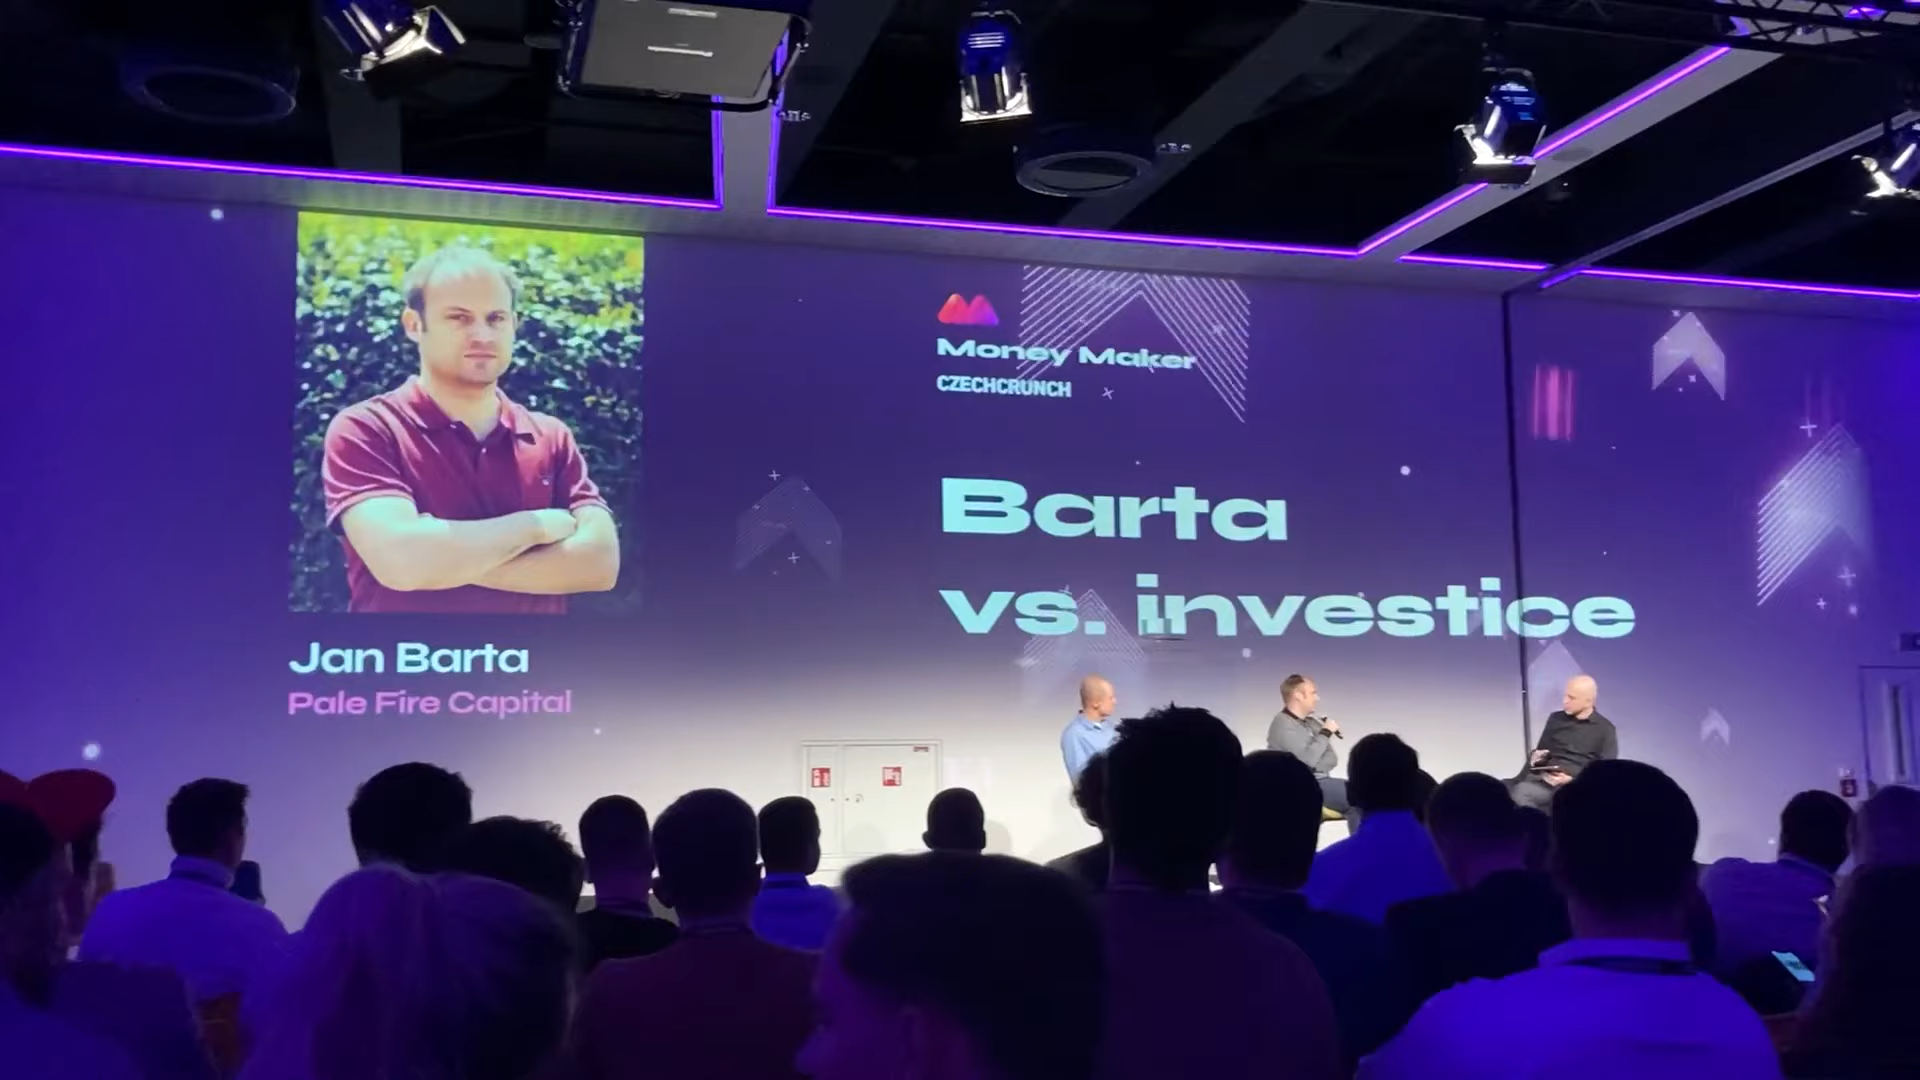 Money Maker
CZECHCRUNCH
Barta
vs. investice
Jan Barta
Pale Fire Capital